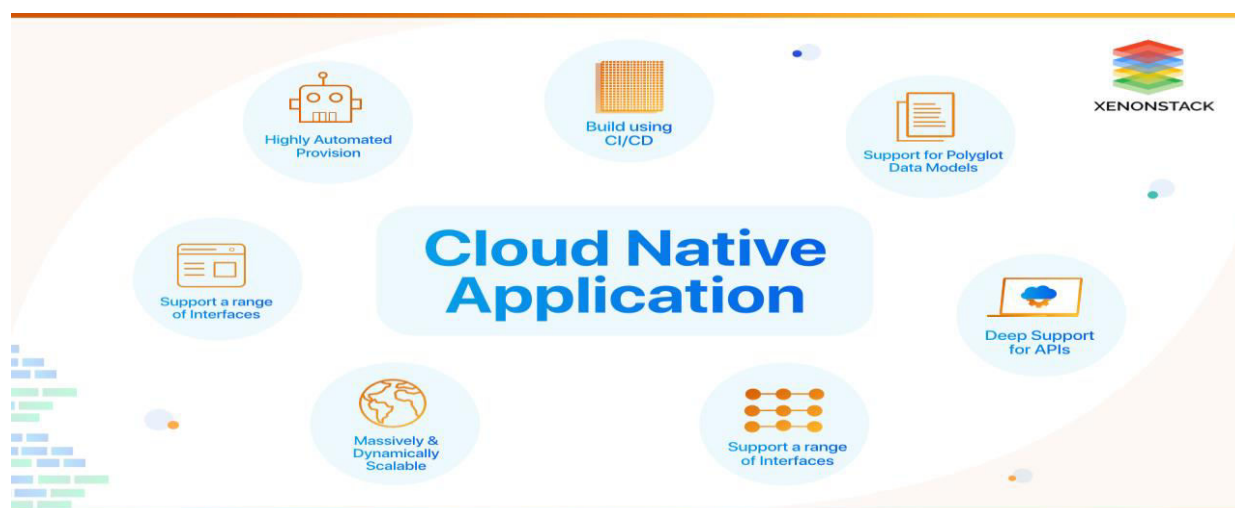 XENONSTACK
Highly Automated
Provision
Build using
CI/CD
Support for Polyglot
Data Models
Cloud Native
Application
Support a range
of Interfaces
Deep Support
for APIs
Massively &
Dynamically
Scalable
Support a range
of Interfaces